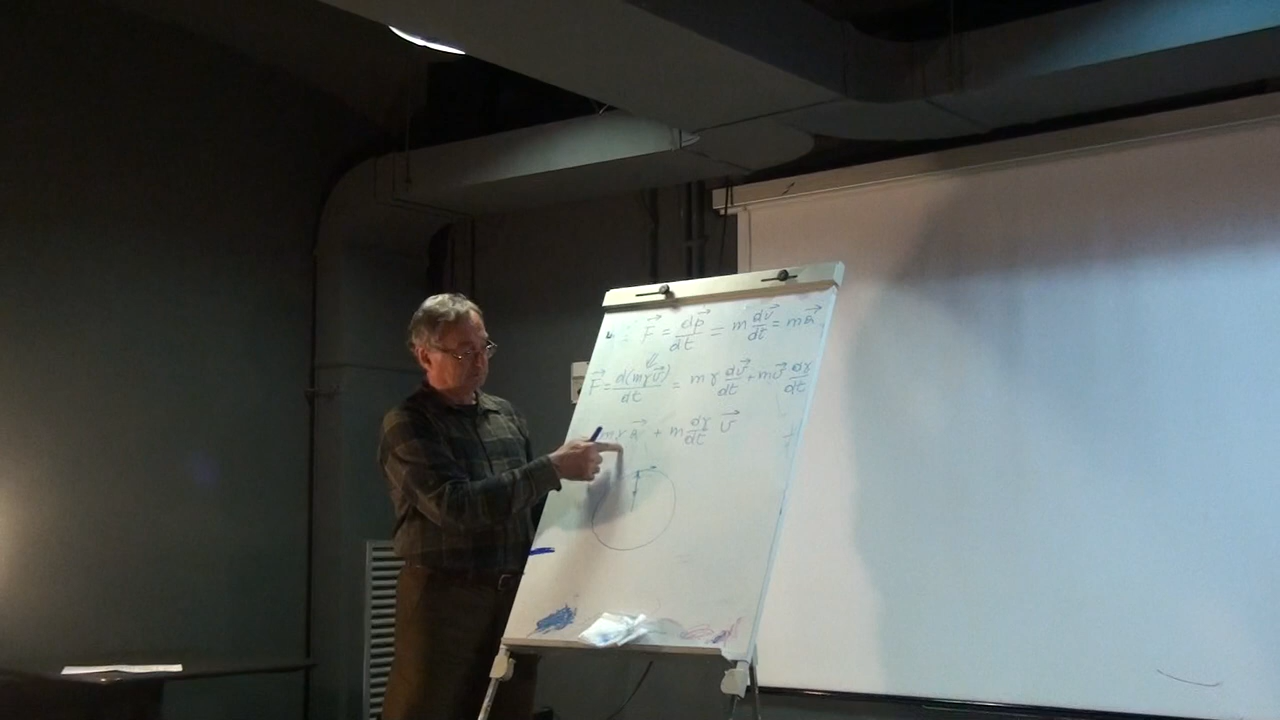 F⃗ = dp⃗/dt = m dv⃗/dt = ma⃗
F⃗ = d(mγv⃗)/dt = mγ dv⃗/dt + mv⃗ dγ/dt
mγa⃗ + m dγ/dt v⃗